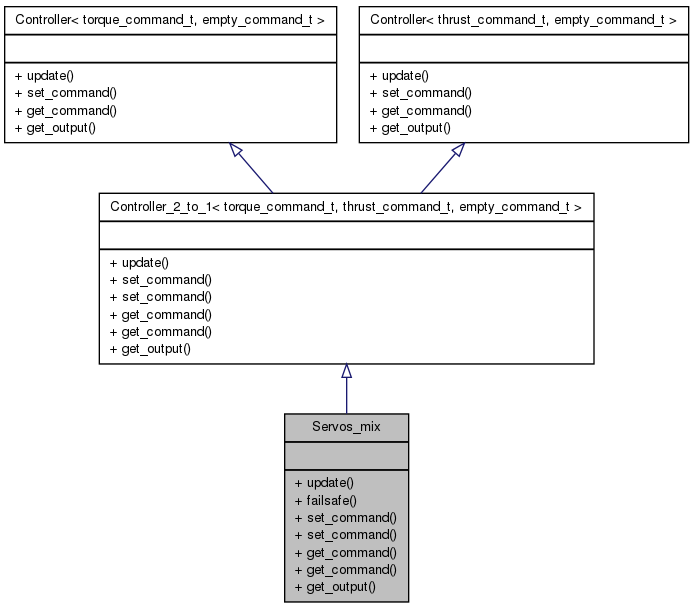 Controller< torque_command_t, empty_command_t >
+ update()
+ set_command()
+ get_command()
+ get_output()
Controller< thrust_command_t, empty_command_t >
+ update()
+ set_command()
+ get_command()
+ get_output()
Controller_2_to_1< torque_command_t, thrust_command_t, empty_command_t >
+ update()
+ set_command()
+ set_command()
+ get_command()
+ get_command()
+ get_output()
Servos_mix
+ update()
+ failsafe()
+ set_command()
+ set_command()
+ get_command()
+ get_command()
+ get_output()